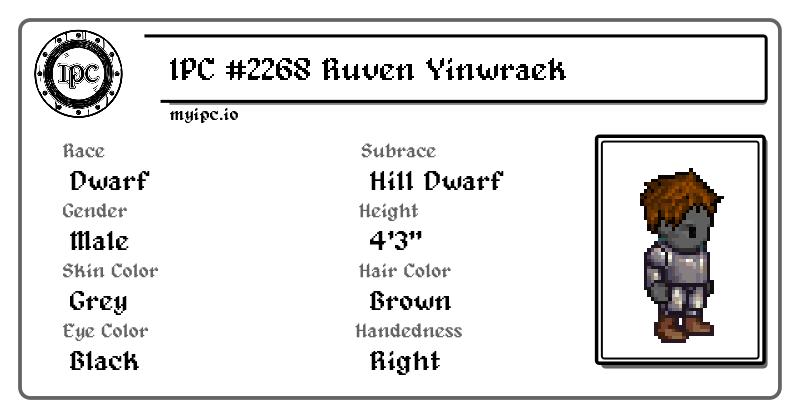 IPC
IPC #2268 Ruven Yinwraek
myipc.io
Race
Subrace
Dwarf
Hill Dwarf
Gender
Height
Male
4'3"
Skin Color
Hair Color
Grey
Brown
Eye Color
Handedness
Black
Right